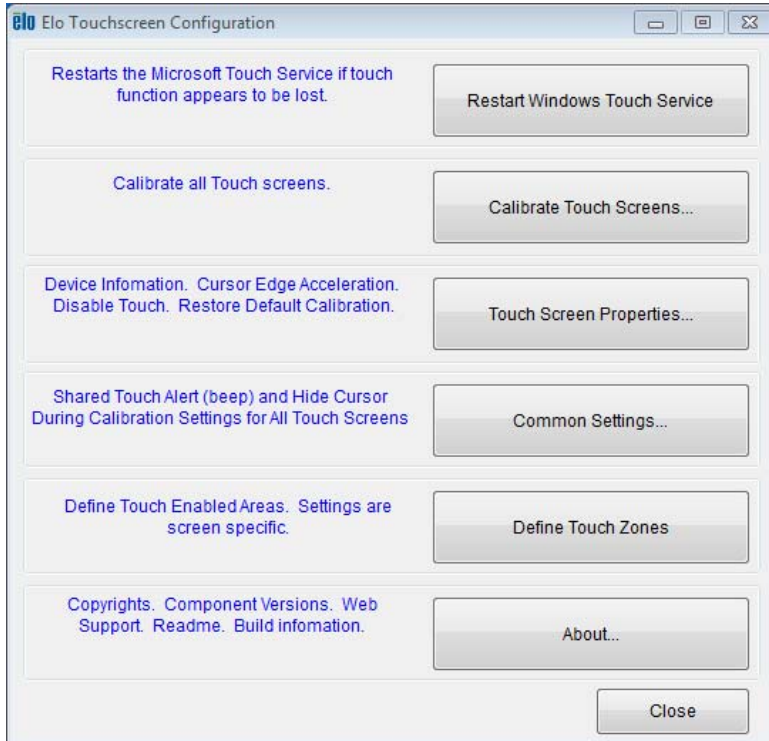 elo Elo Touchscreen Configuration
Restarts the Microsoft Touch Service if touch
function appears to be lost.
Restart Windows Touch Service
Calibrate all Touch screens.
Calibrate Touch Screens...
Device Infomation. Cursor Edge Acceleration.
Disable Touch. Restore Default Calibration.
Touch Screen Properties...
Shared Touch Alert (beep) and Hide Cursor
During Calibration Settings for All Touch Screens
Common Settings...
Define Touch Enabled Areas. Settings are
screen specific.
Define Touch Zones
Copyrights. Component Versions. Web
Support. Readme. Build infomation.
About...
Close